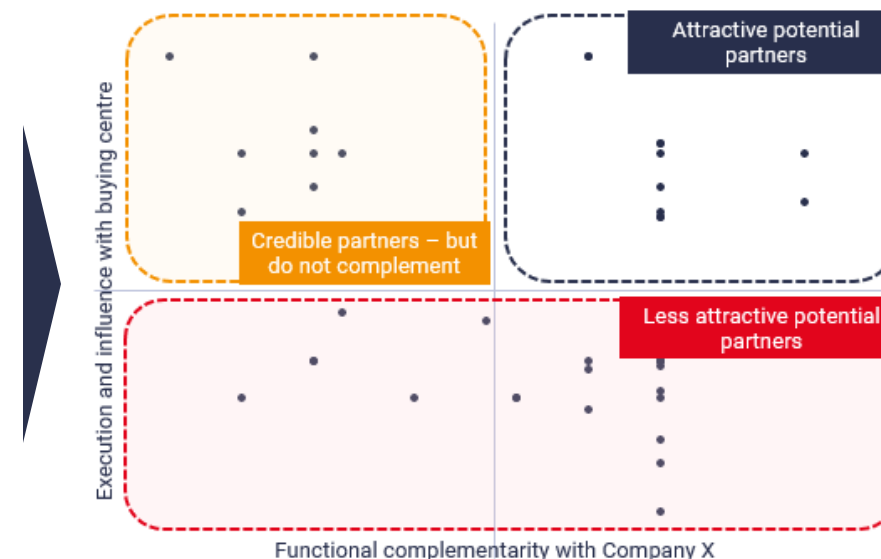 Attractive potential
partners
Execution and influence with buying centre
Credible partners – but
do not complement
Less attractive potential
partners
Functional complementarity with Company X